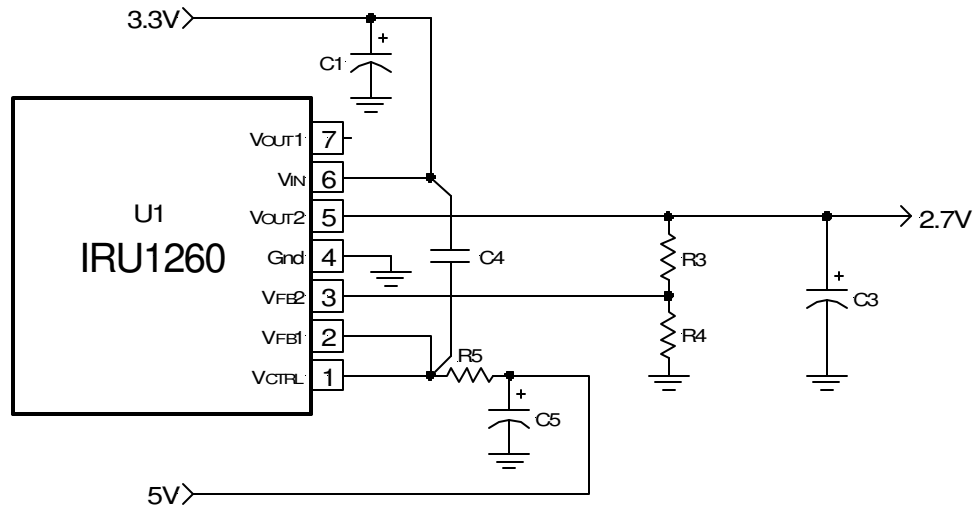 3.3V
C1
+
VOUT1 7
VIN 6
U1
VOUT2 5
2.7V
IRU1260
Gnd 4
C4
R3
+
C3
VFB2 3
R4
VFB1 2
R5
VCTRL 1
+
C5
5V